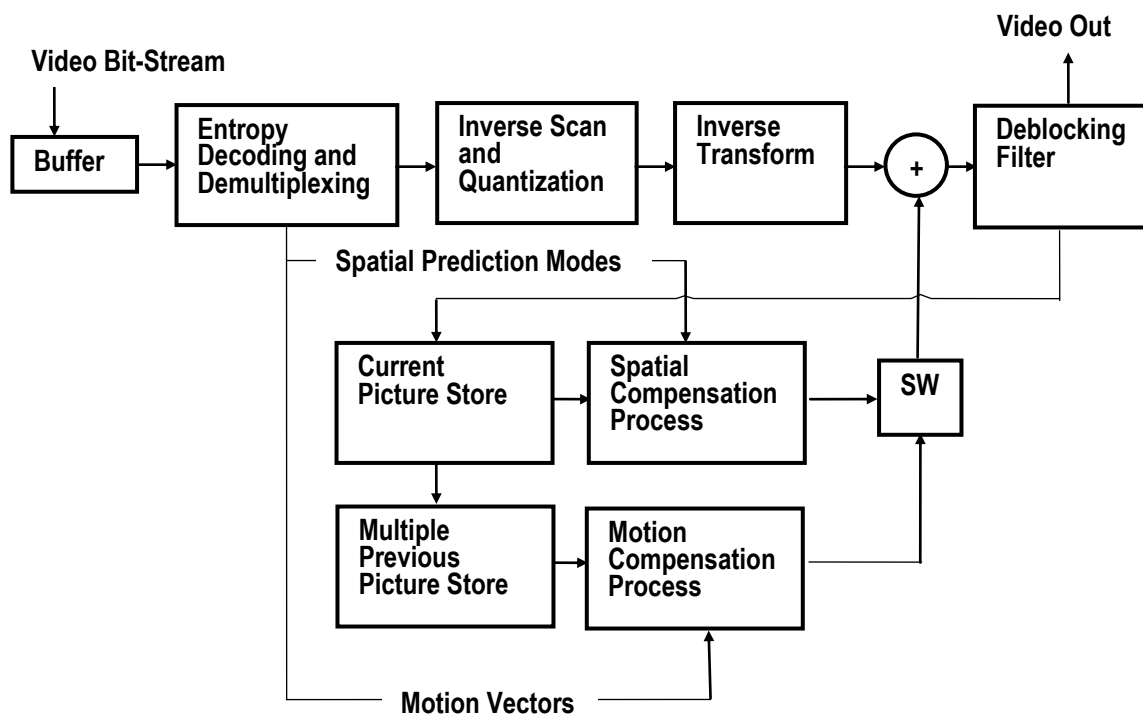 Video Out
Video Bit-Stream
Buffer
Entropy
Decoding and
Demultiplexing
Inverse Scan
and
Quantization
Inverse
Transform
+
Deblocking
Filter
Spatial Prediction Modes
Current
Picture Store
Spatial
Compensation
Process
SW
Multiple
Previous
Picture Store
Motion
Compensation
Process
Motion Vectors